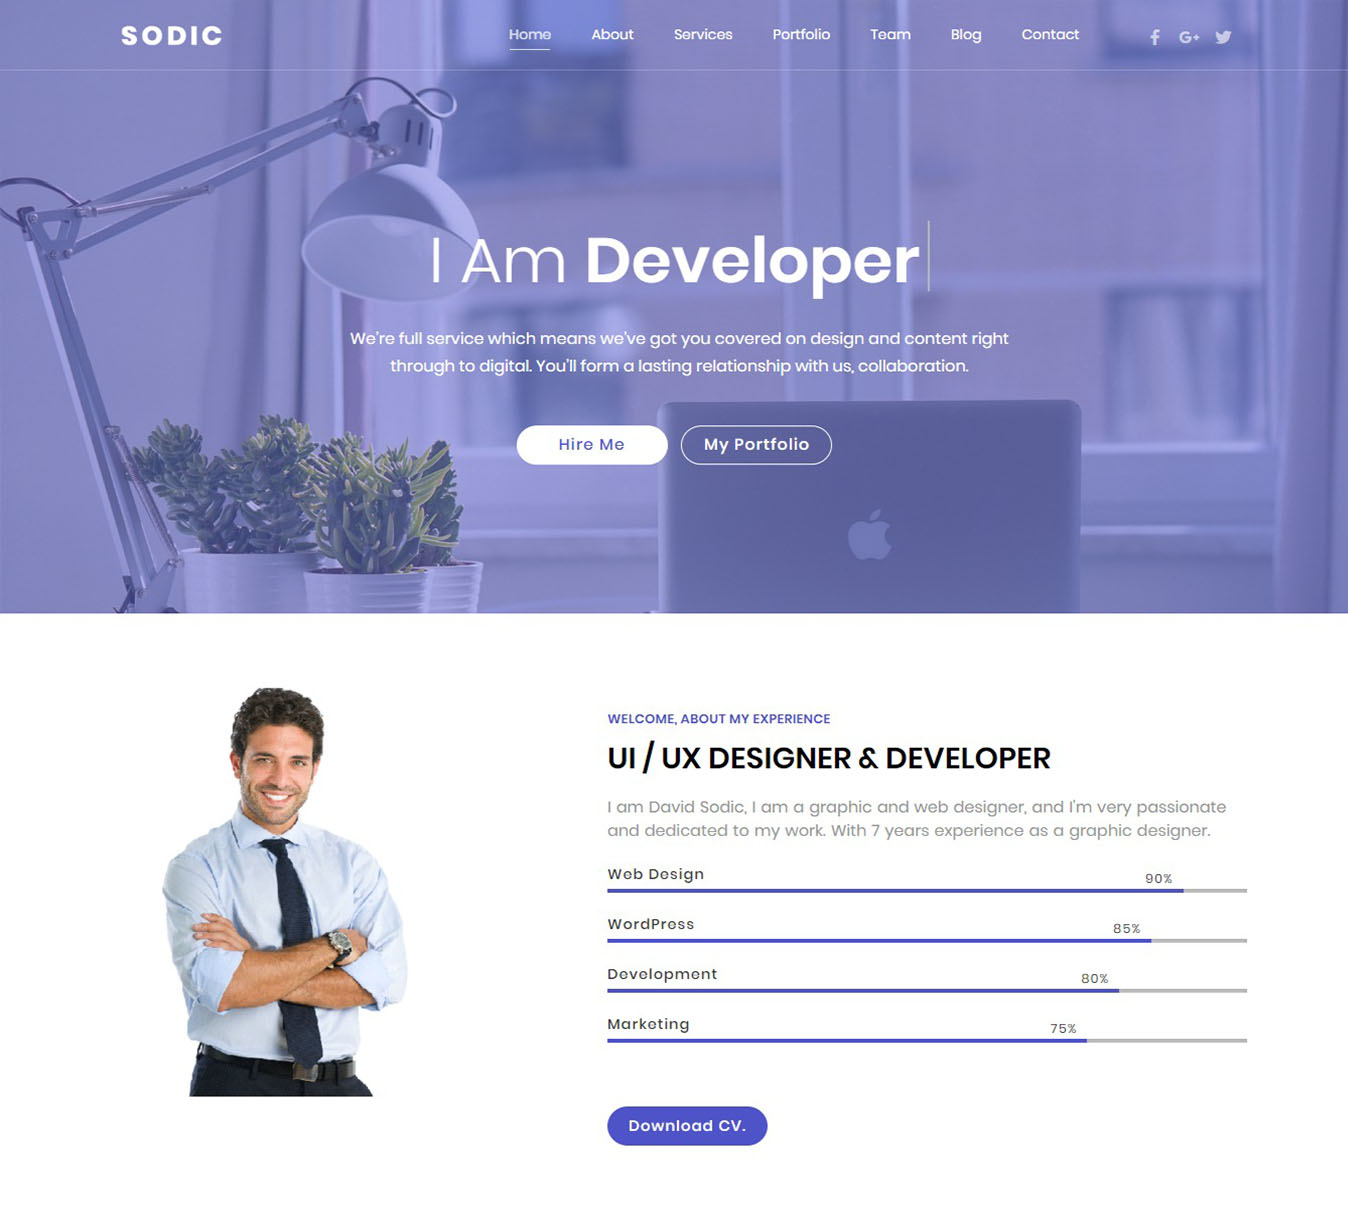 SODIC
Home About Services Portfolio Team Blog Contact
I Am Developer
We're full service which means we've got you covered on design and content right
through to digital. You'll form a lasting relationship with us, collaboration.
Hire Me My Portfolio
WELCOME, ABOUT MY EXPERIENCE
UI / UX DESIGNER & DEVELOPER
I am David Sodic, I am a graphic and web designer, and I'm very passionate
and dedicated to my work. With 7 years experience as a graphic designer.
Web Design 90%
WordPress 85%
Development 80%
Marketing 75%
Download CV.